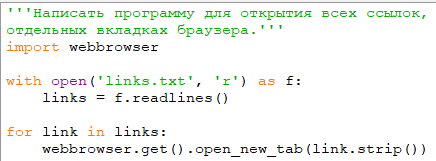 '''Написать программу для открытия всех ссылок,
отдельных вкладках браузера.'''
import webbrowser

with open('links.txt', 'r') as f:
    links = f.readlines()

for link in links:
    webbrowser.get().open_new_tab(link.strip())